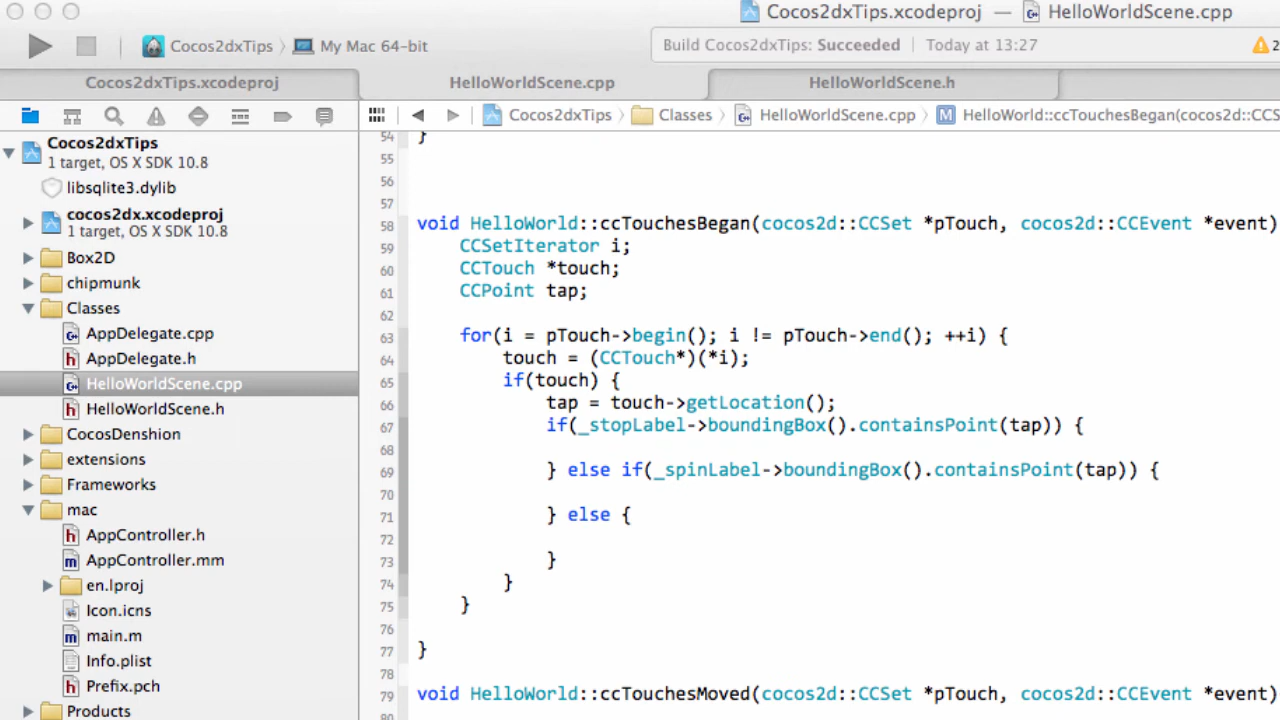 Cocos2dxTips.xcodeproj — HelloWorldScene.cpp
Cocos2dxTips My Mac 64-bit
Build Cocos2dxTips: Succeeded Today at 13:27 2
Cocos2dxTips.xcodeproj HelloWorldScene.cpp HelloWorldScene.h
Cocos2dxTips Classes HelloWorldScene.cpp M HelloWorld::ccTouchesBegan(cocos2d::CCS
Cocos2dxTips
1 target, OS X SDK 10.8
libsqlite3.dylib
cocos2dx.xcodeproj
1 target, OS X SDK 10.8
Box2D
chipmunk
Classes
AppDelegate.cpp
h AppDelegate.h
HelloWorldScene.cpp
h HelloWorldScene.h
CocosDenshion
extensions
Frameworks
mac
h AppController.h
m AppController.mm
en.lproj
Icon.icns
m main.m
Info.plist
h Prefix.pch
Products
54 }
55
56
57
58 void HelloWorld::ccTouchesBegan(cocos2d::CCSet *pTouch, cocos2d::CCEvent *event)
59 CCSetIterator i;
60 CCTouch *touch;
61 CCPoint tap;
62
63 for(i = pTouch->begin(); i != pTouch->end(); ++i) {
64 touch = (CCTouch*)(*i);
65 if(touch) {
66 tap = touch->getLocation();
67 if(_stopLabel->boundingBox().containsPoint(tap)) {
68
69 } else if(_spinLabel->boundingBox().containsPoint(tap)) {
70
71 } else {
72
73 }
74 }
75 }
76
77 }
78
79 void HelloWorld::ccTouchesMoved(cocos2d::CCSet *pTouch, cocos2d::CCEvent *event)
80